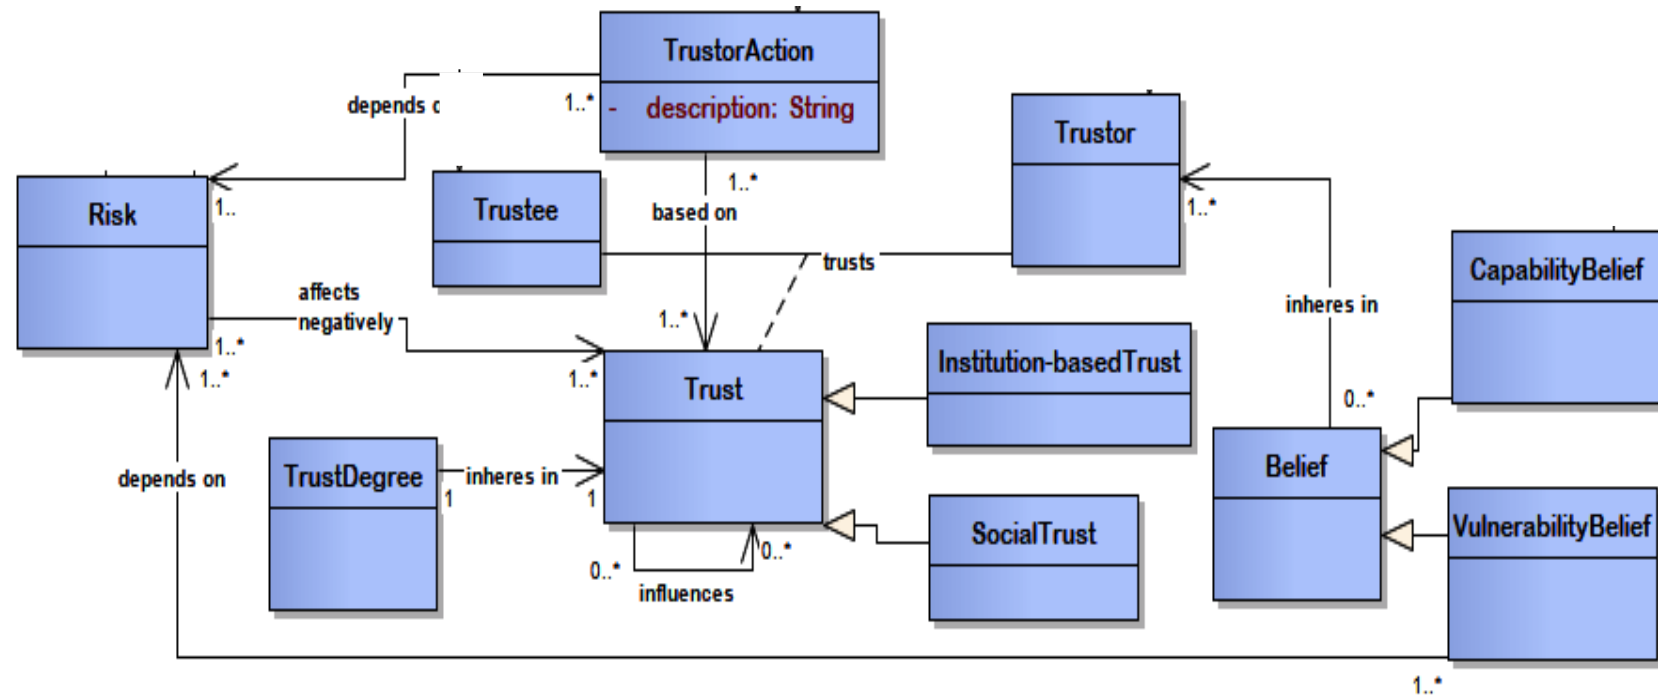 TrustorAction
- description: String
depends c
1..*
Trustor
Risk
1..
Trustee
1..*
based on
1..*
trusts
CapabilityBelief
inheres in
affects
negatively
1..*
1..*
1..*
1..*
Trust
Institution-basedTrust
0..*
Belief
depends on
TrustDegree
1
inheres in
1
SocialTrust
VulnerabilityBelief
0..*
0..*
influences
1..*